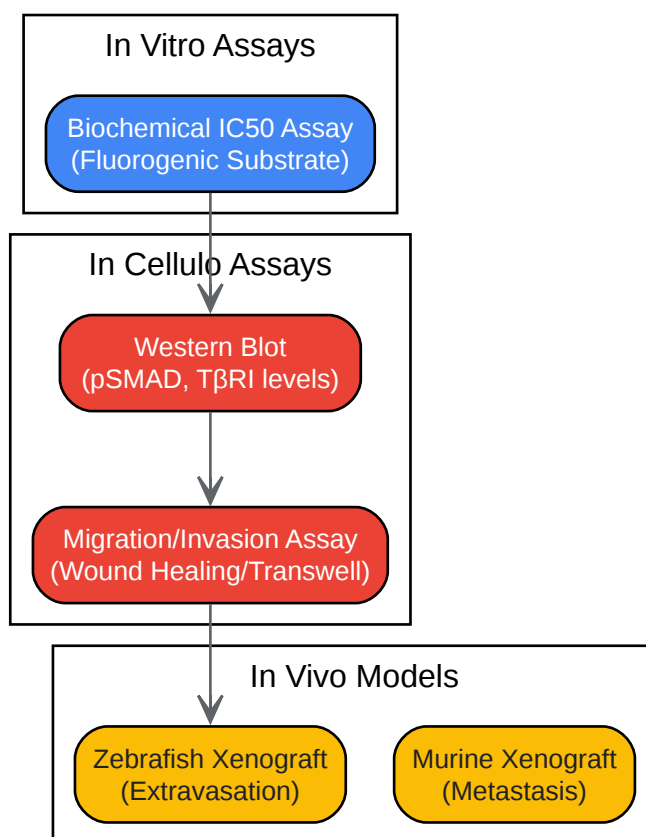 In Vitro Assays
Biochemical IC50 Assay
(Fluorogenic Substrate)
In Cellulo Assays
Western Blot
(pSMAD, TβRI levels)
Migration/Invasion Assay
(Wound Healing/Transwell)
In Vivo Models
Zebrafish Xenograft
(Extravasation)
Murine Xenograft
(Metastasis)